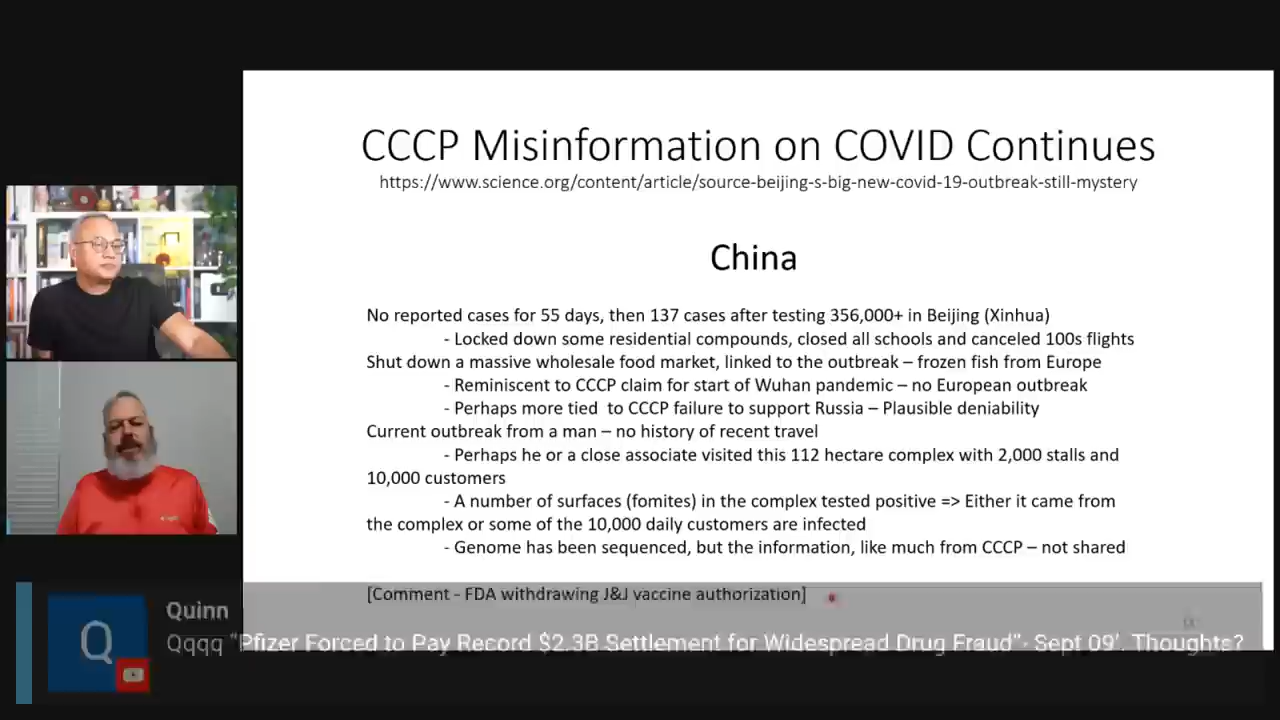 CCCP Misinformation on COVID Continues
https://www.science.org/content/article/source-beijing-s-big-new-covid-19-outbreak-still-mystery
China
No reported cases for 55 days, then 137 cases after testing 356,000+ in Beijing (Xinhua)
- Locked down some residential compounds, closed all schools and canceled 100s flights
Shut down a massive wholesale food market, linked to the outbreak – frozen fish from Europe
- Reminiscent to CCCP claim for start of Wuhan pandemic – no European outbreak
- Perhaps more tied to CCCP failure to support Russia – Plausible deniability
Current outbreak from a man – no history of recent travel
- Perhaps he or a close associate visited this 112 hectare complex with 2,000 stalls and
10,000 customers
- A number of surfaces (fomites) in the complex tested positive => Either it came from
the complex or some of the 10,000 daily customers are infected
- Genome has been sequenced, but the information, like much from CCCP – not shared
[Comment - FDA withdrawing J&J vaccine authorization]
Q
Quinn
Qqqq "Pfizer Forced to Pay Record $2.3B Settlement for Widespread Drug Fraud"- Sept 09'. Thoughts?